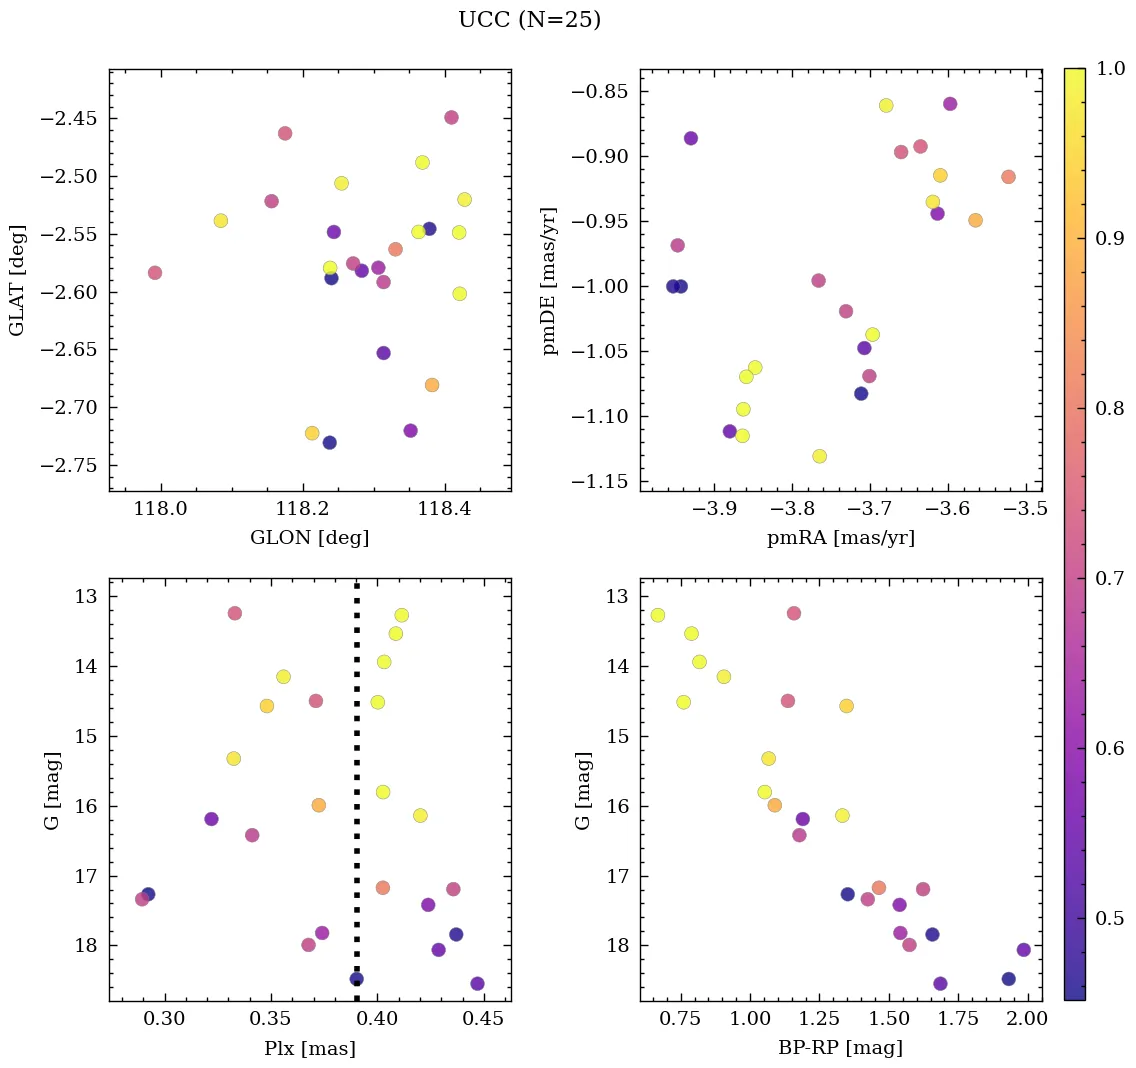 UCC (N=25)
−2.45
−2.50
−2.55
−2.60
−2.65
−2.70
−2.75
GLAT [deg]
118.0 118.2 118.4
GLON [deg]
−0.85
−0.90
−0.95
−1.00
−1.05
−1.10
−1.15
pmDE [mas/yr]
−3.9 −3.8 −3.7 −3.6 −3.5
pmRA [mas/yr]
13
14
15
16
17
18
G [mag]
0.30 0.35 0.40 0.45
Plx [mas]
13
14
15
16
17
18
G [mag]
0.75 1.00 1.25 1.50 1.75 2.00
BP-RP [mag]
1.0
0.9
0.8
0.7
0.6
0.5